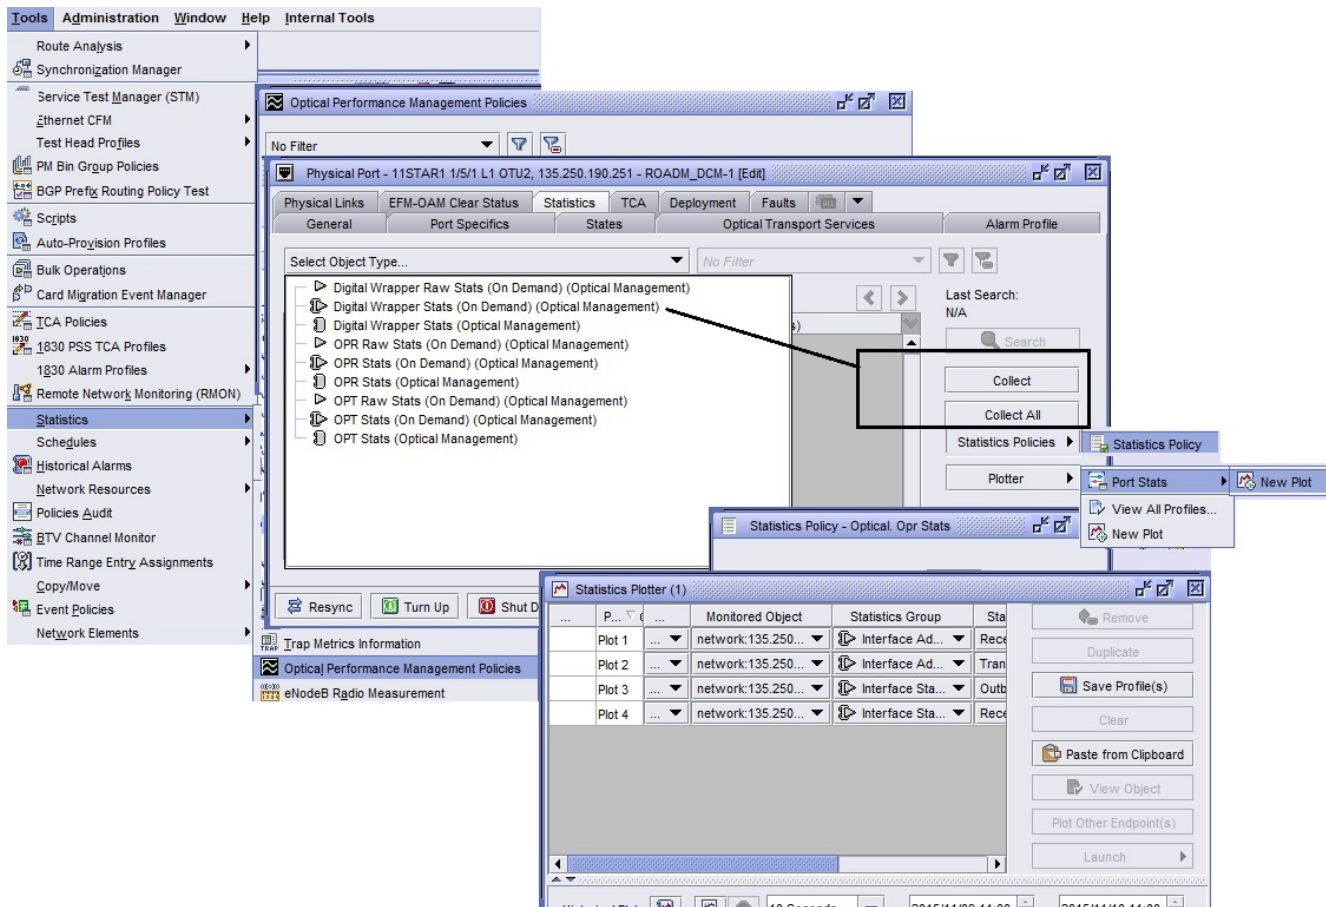 Tools Administration Window Help Internal Tools
Route Analysis
Synchronization Manager
Service Test Manager (STM)
Ethernet CFM
Test Head Profiles
PM Bin Group Policies
BGP Prefix Routing Policy Test
Scripts
Auto-Provision Profiles
Bulk Operations
Card Migration Event Manager
TCA Policies
1830 PSS TCA Profiles
1830 Alarm Profiles
Remote Network Monitoring (RMON)
Statistics
Schedules
Historical Alarms
Network Resources
Policies Audit
BTV Channel Monitor
Time Range Entry Assignments
Copy/Move
Event Policies
Network Elements
Trap Metrics Information
Optical Performance Management Policies
eNodeB Radio Measurement
Optical Performance Management Policies
No Filter
Physical Port - 11STAR1 1/5/1 L1 OTU2, 135.250.190.251 - ROADM_DCM-1 [Edit]
Physical Links EFM-OAM Clear Status Statistics TCA Deployment Faults
General Port Specifics States Optical Transport Services Alarm Profile
Select Object Type... No Filter
Digital Wrapper Raw Stats (On Demand) (Optical Management)
Digital Wrapper Stats (On Demand) (Optical Management)
Digital Wrapper Stats (Optical Management)
OPR Raw Stats (On Demand) (Optical Management)
OPR Stats (On Demand) (Optical Management)
OPR Stats (Optical Management)
OPT Raw Stats (On Demand) (Optical Management)
OPT Stats (On Demand) (Optical Management)
OPT Stats (Optical Management)
s)
Last Search:
N/A
Search
Collect
Collect All
Statistics Policies
Plotter
Statistics Policy
Port Stats
New Plot
View All Profiles...
New Plot
Resync Turn Up Shut D
Statistics Policy - Optical. Opr Stats
Statistics Plotter (1)
... P... ... Monitored Object Statistics Group Sta
Plot 1 ... network:135.250... Interface Ad... Rece
Plot 2 ... network:135.250... Interface Ad... Tran
Plot 3 ... network:135.250... Interface Sta... Outb
Plot 4 ... network:135.250... Interface Sta... Rece
Remove
Duplicate
Save Profile(s)
Clear
Paste from Clipboard
View Object
Plot Other Endpoint(s)
Launch